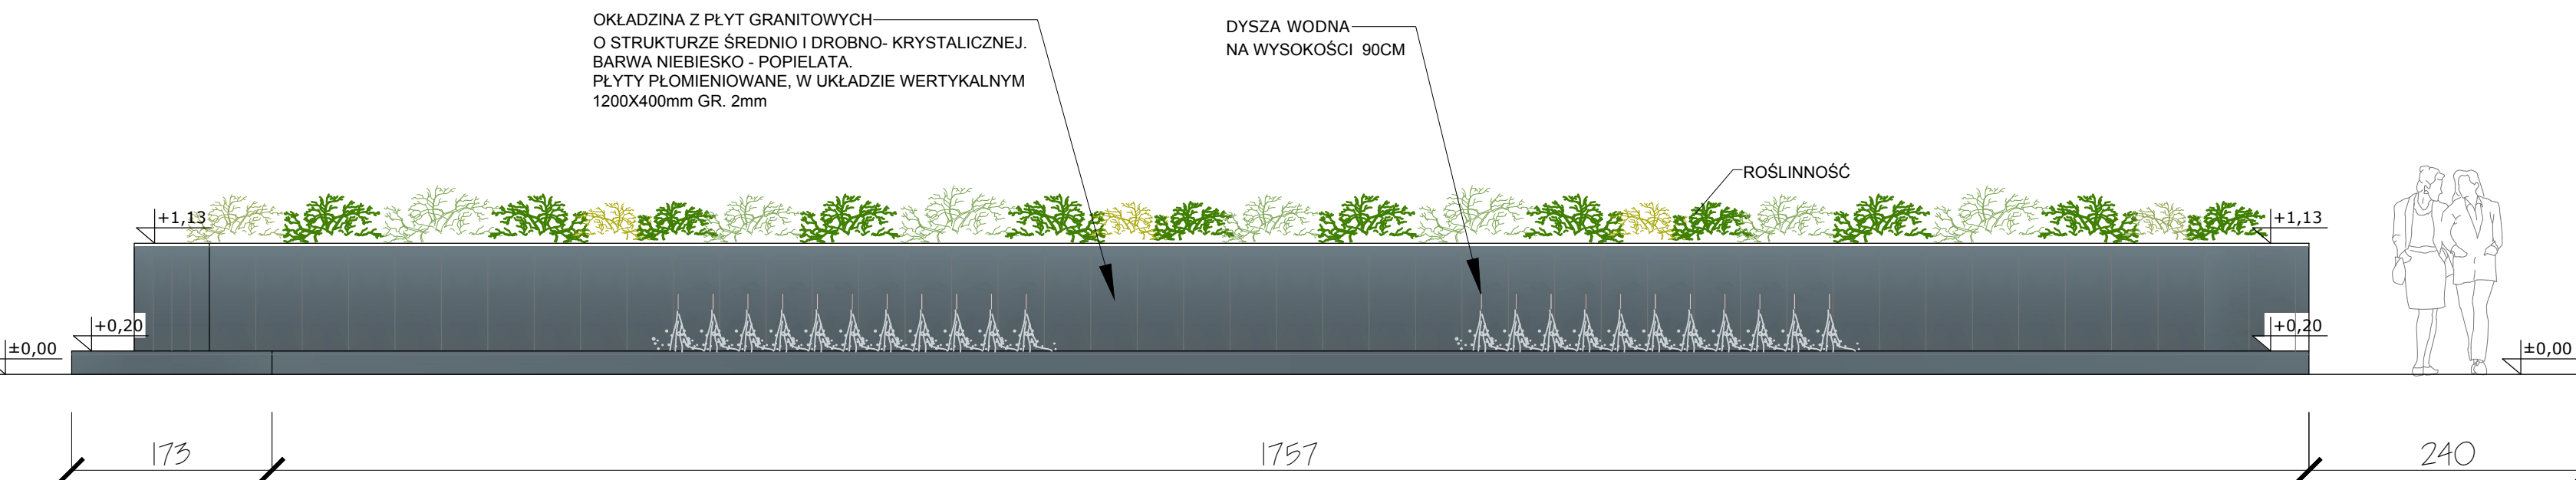 OKŁADZINA Z PŁYT GRANITOWYCH
O STRUKTURZE ŚREDNIO I DROBNO- KRYSTALICZNEJ.
BARWA NIEBIESKO - POPIELATA.
PŁYTY PŁOMIENIOWANE, W UKŁADZIE WERTYKALNYM
1200X400mm GR. 2mm
DYSZA WODNA
NA WYSOKOŚCI 90CM
ROŚLINNOŚĆ
+1,13
+1,13
+0,20
+0,20
±0,00
±0,00
173
1757
240